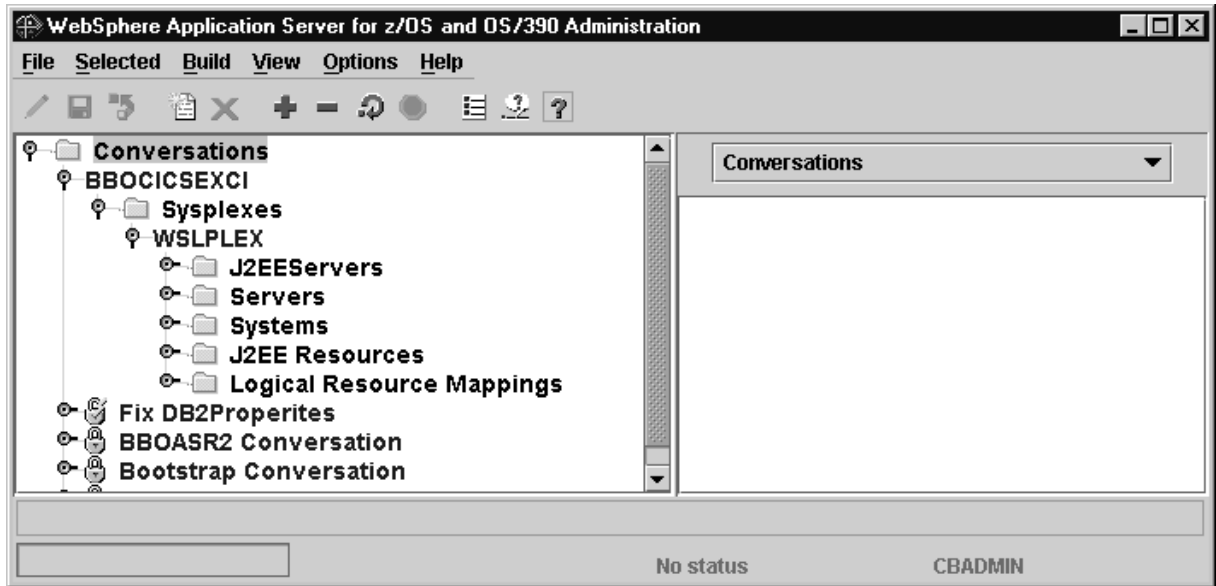 WebSphere Application Server for z/OS and OS/390 Administration
File Selected Build View Options Help
Conversations
BBOCICSEXCI
Sysplexes
WSLPLEX
J2EEServers
Servers
Systems
J2EE Resources
Logical Resource Mappings
Fix DB2Properites
BBOASR2 Conversation
Bootstrap Conversation
Conversations
No status CBADMIN